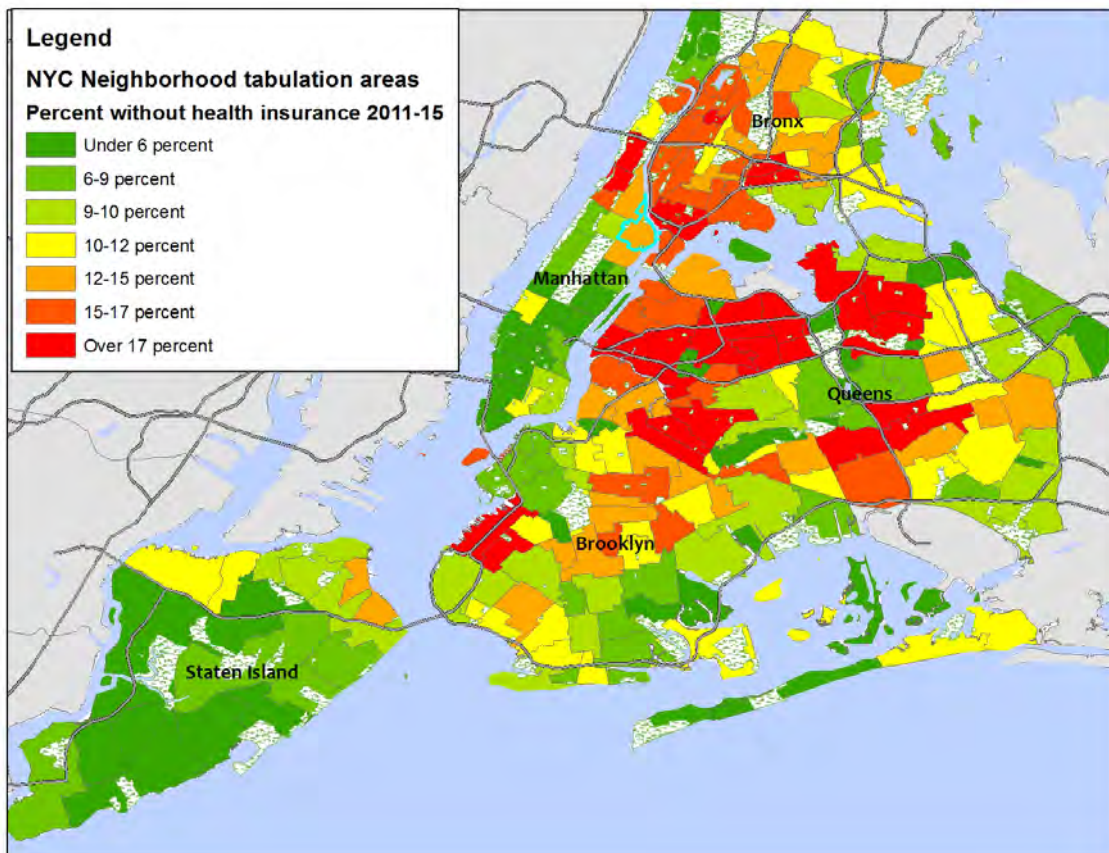 Legend
NYC Neighborhood tabulation areas
Percent without health insurance 2011-15
Under 6 percent
6-9 percent
9-10 percent
10-12 percent
12-15 percent
15-17 percent
Over 17 percent
Bronx
Manhattan
Queens
Brooklyn
Staten Island